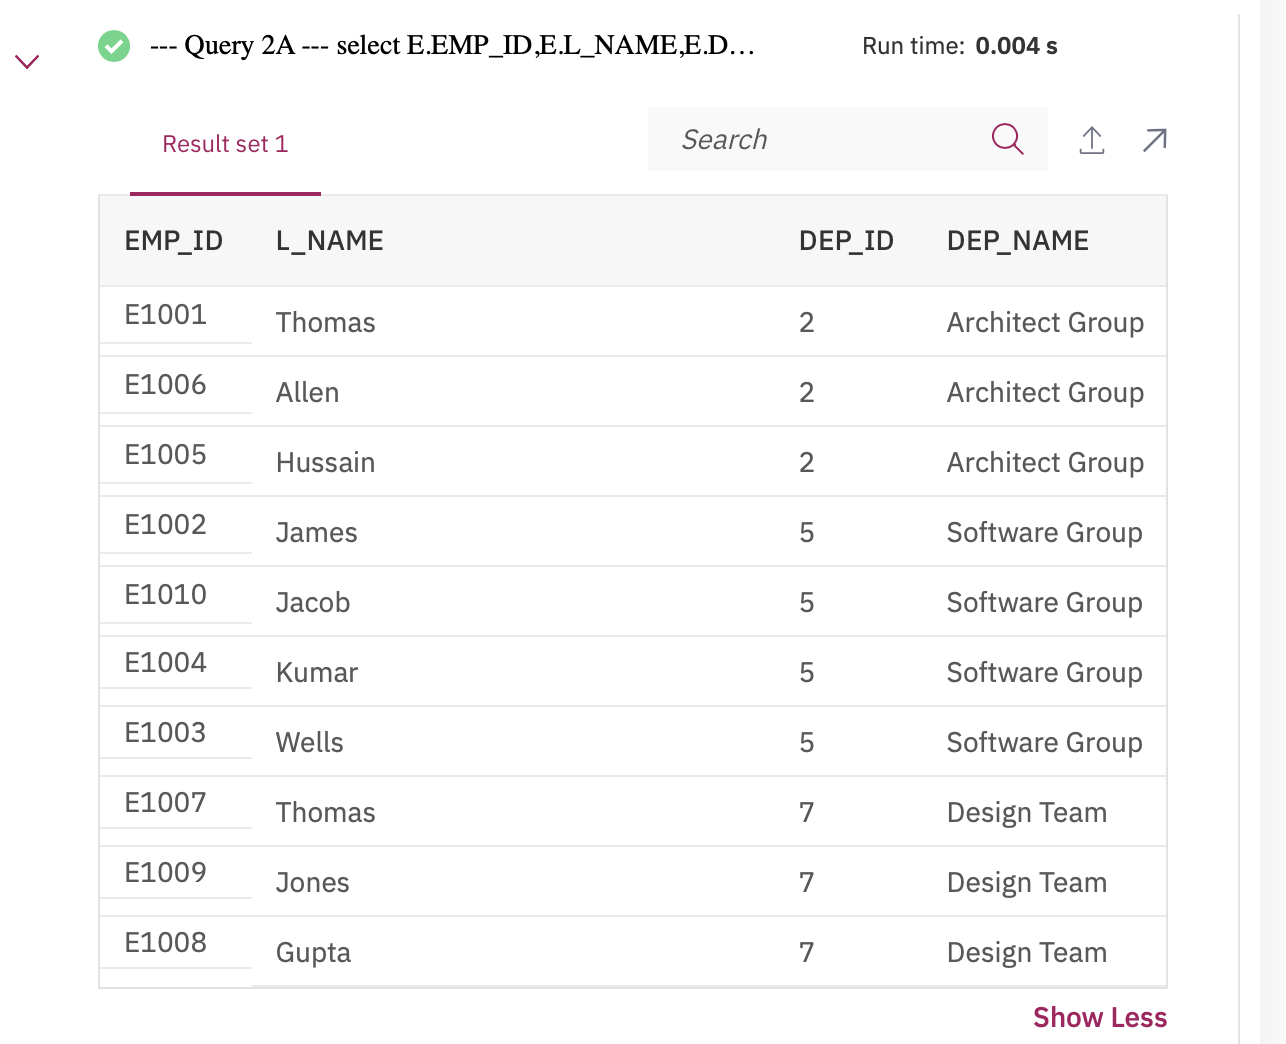 --- Query 2A --- select E.EMP_ID,E.L_NAME,E.D... Run time: 0.004 s
Result set 1 Search
EMP_ID L_NAME DEP_ID DEP_NAME
E1001 Thomas 2 Architect Group
E1006 Allen 2 Architect Group
E1005 Hussain 2 Architect Group
E1002 James 5 Software Group
E1010 Jacob 5 Software Group
E1004 Kumar 5 Software Group
E1003 Wells 5 Software Group
E1007 Thomas 7 Design Team
E1009 Jones 7 Design Team
E1008 Gupta 7 Design Team
Show Less